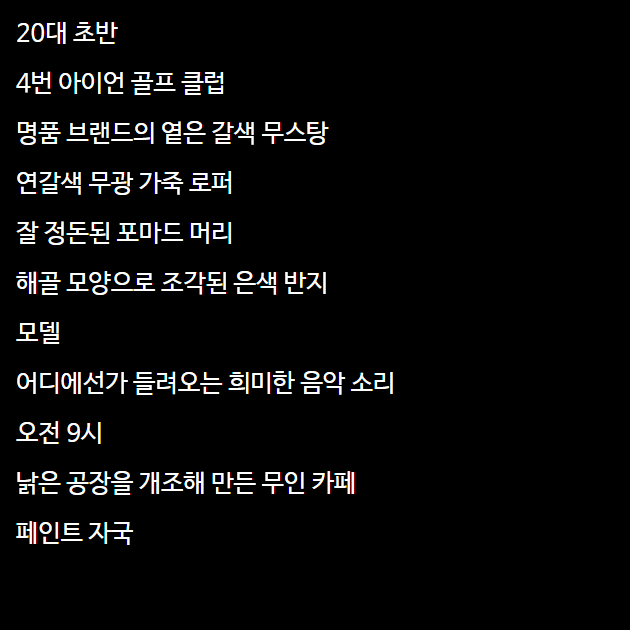 20대 초반
4번 아이언 골프 클럽
명품 브랜드의 옅은 갈색 무스탕
연갈색 무광 가죽 로퍼
잘 정돈된 포마드 머리
해골 모양으로 조각된 은색 반지
모델
어디에선가 들려오는 희미한 음악 소리
오전 9시
낡은 공장을 개조해 만든 무인 카페
페인트 자국